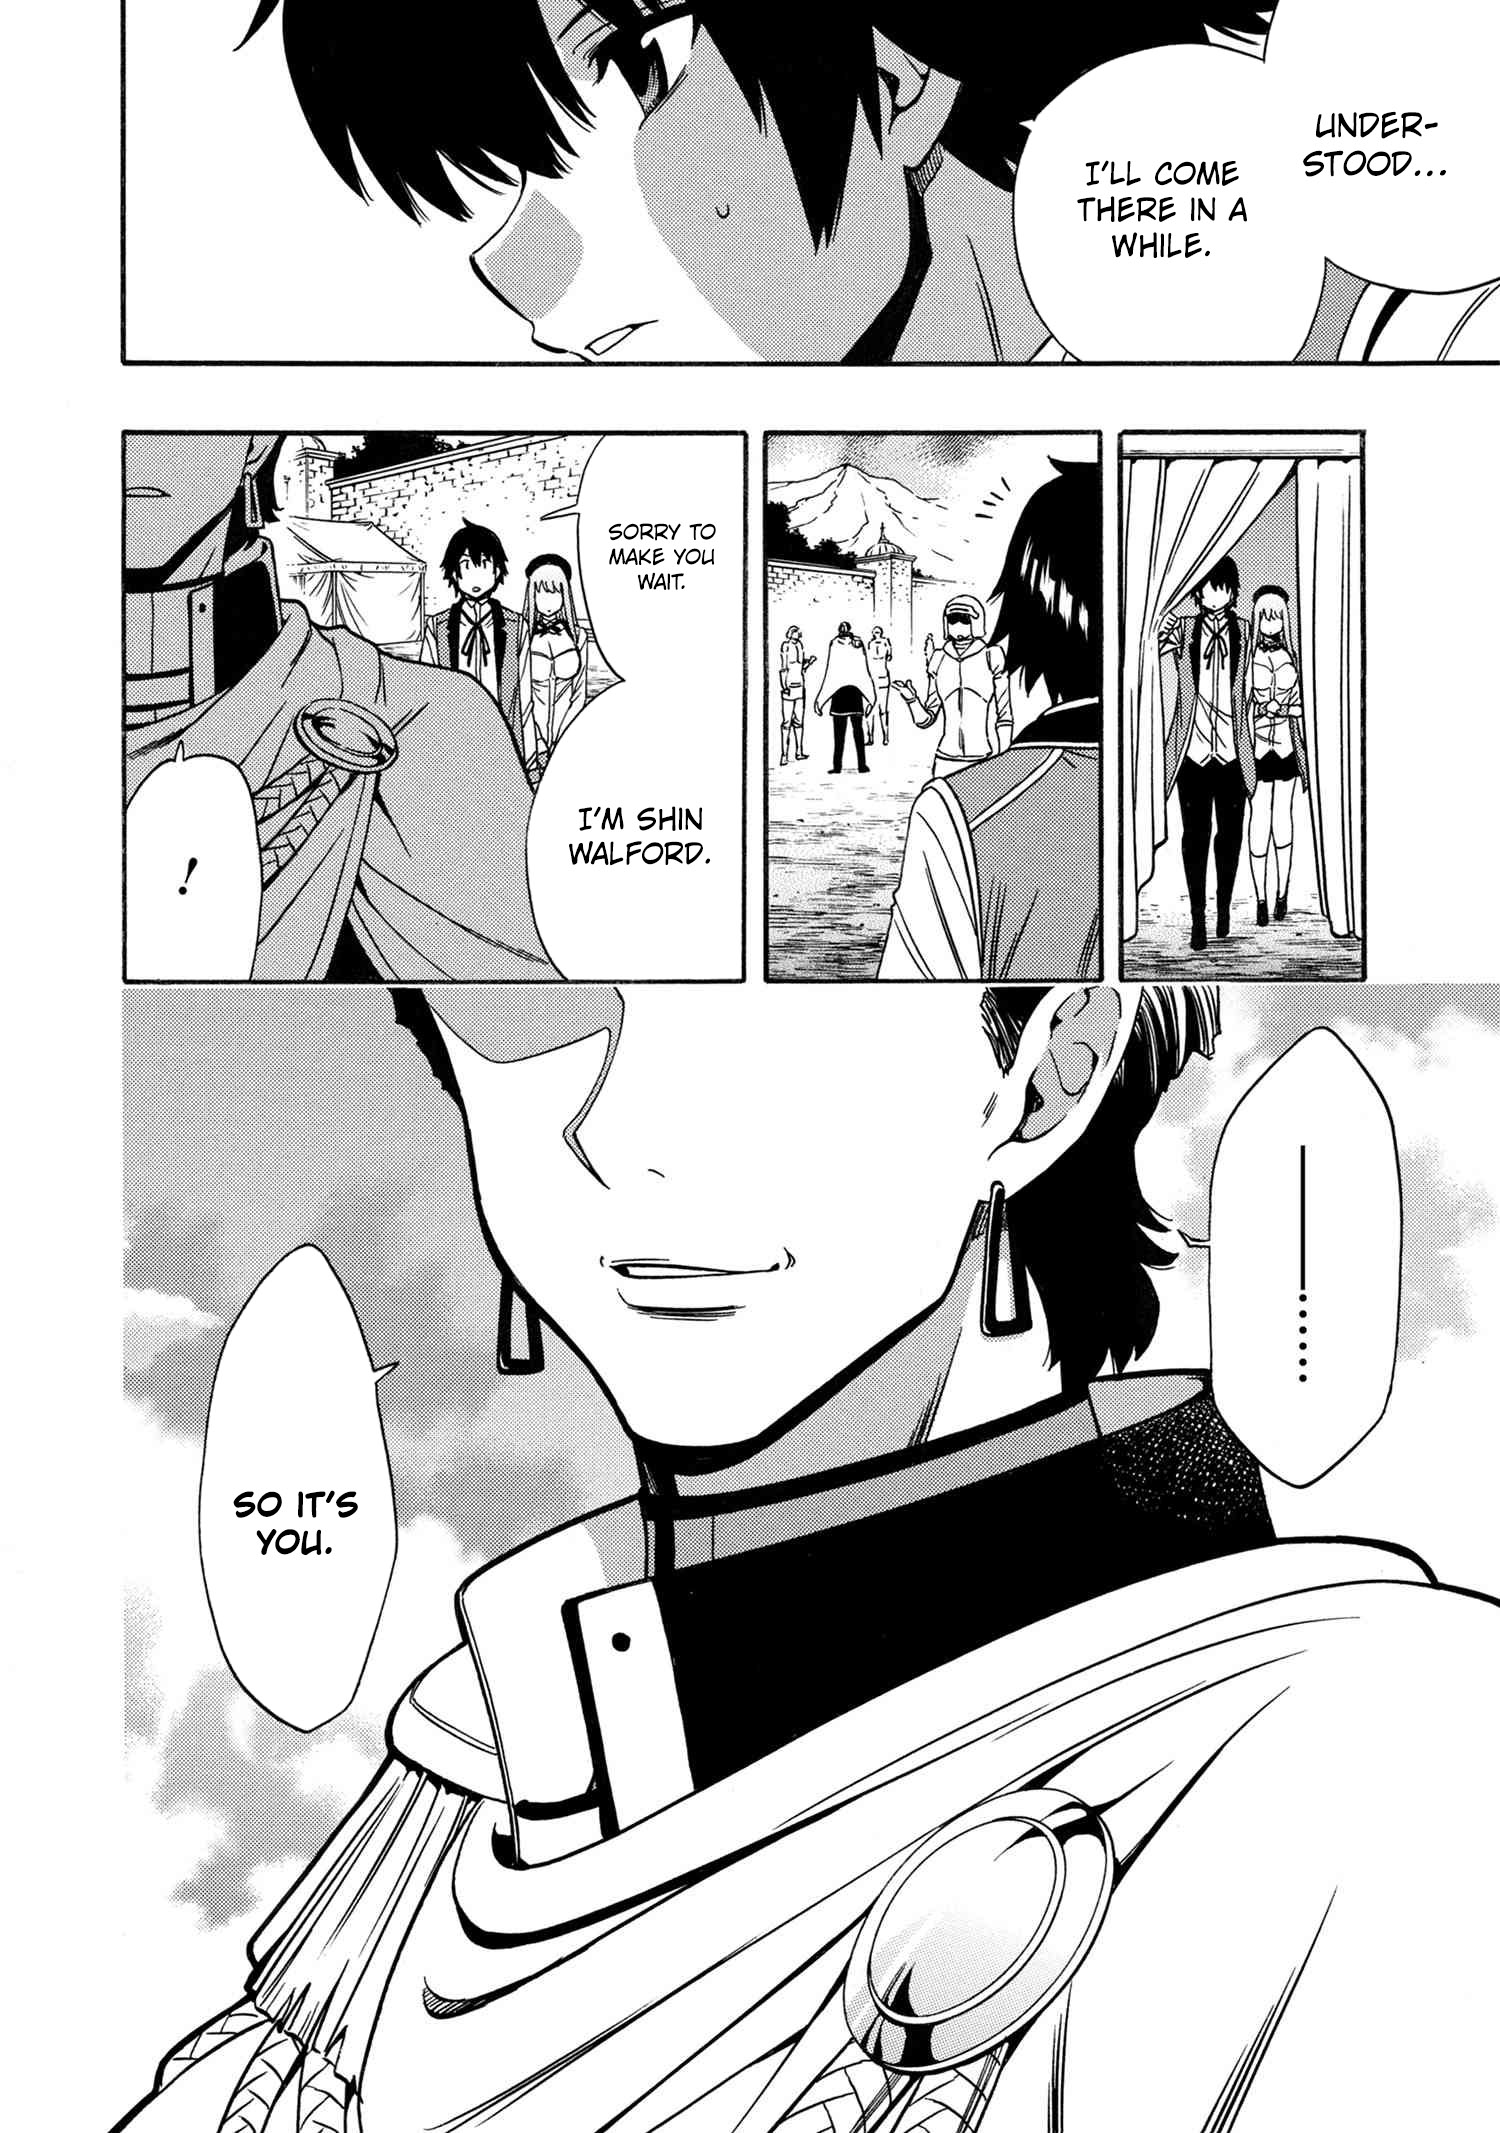 UNDER-
STOOD...
I'LL COME
THERE IN A
WHILE.
SORRY TO
MAKE YOU
WAIT.
I'M SHIN
WALFORD.
!
—......
SO IT'S
YOU.